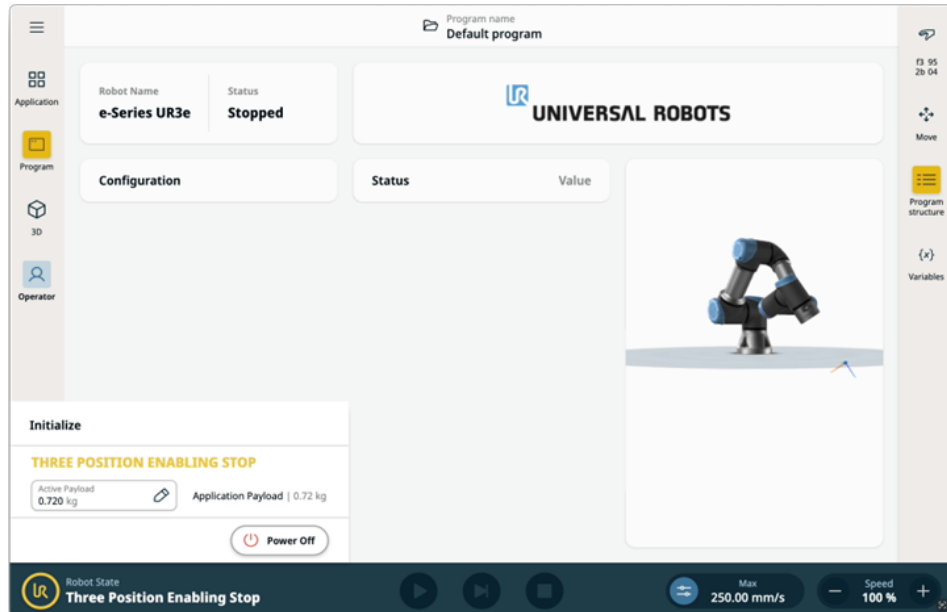 Program name
Default program
f3 95
2b 04
Application
Robot Name
e-Series UR3e
Status
Stopped
UR
UNIVERSAL ROBOTS
Move
Program
Configuration
Status Value
Program structure
3D
{x}
Variables
Operator
Initialize
THREE POSITION ENABLING STOP
Active Payload
0.720 kg
Application Payload | 0.72 kg
Power Off
UR
Robot State
Three Position Enabling Stop
Max
250.00 mm/s
Speed
100 %